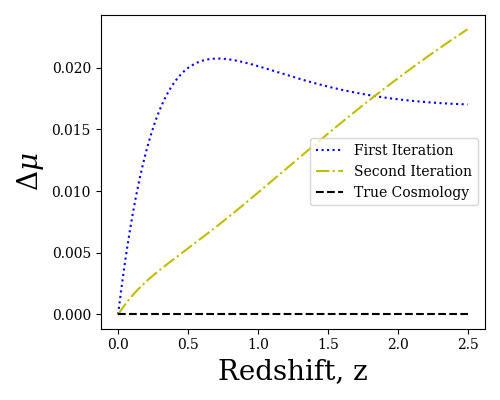 Δμ
0.020
0.015
0.010
0.005
0.000
First Iteration
Second Iteration
True Cosmology
0.0 0.5 1.0 1.5 2.0 2.5
Redshift, z